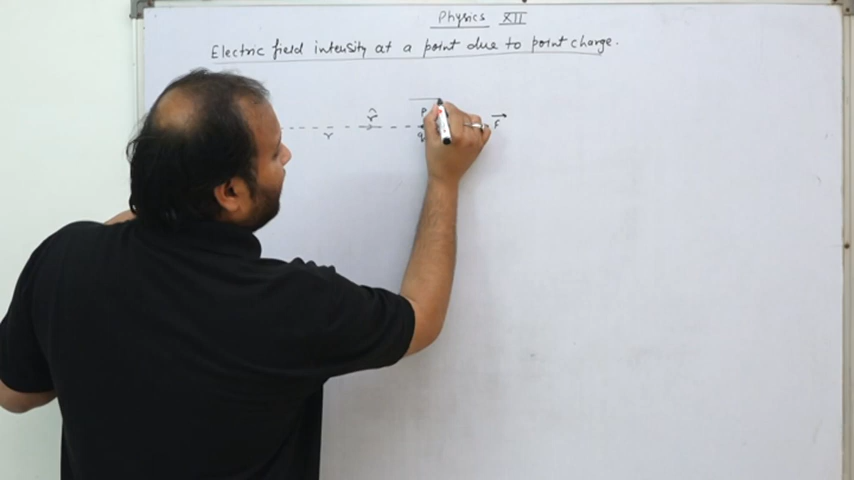 Physics XII
Electric field intensity at a point due to point charge.
r̂ P F⃗
r q